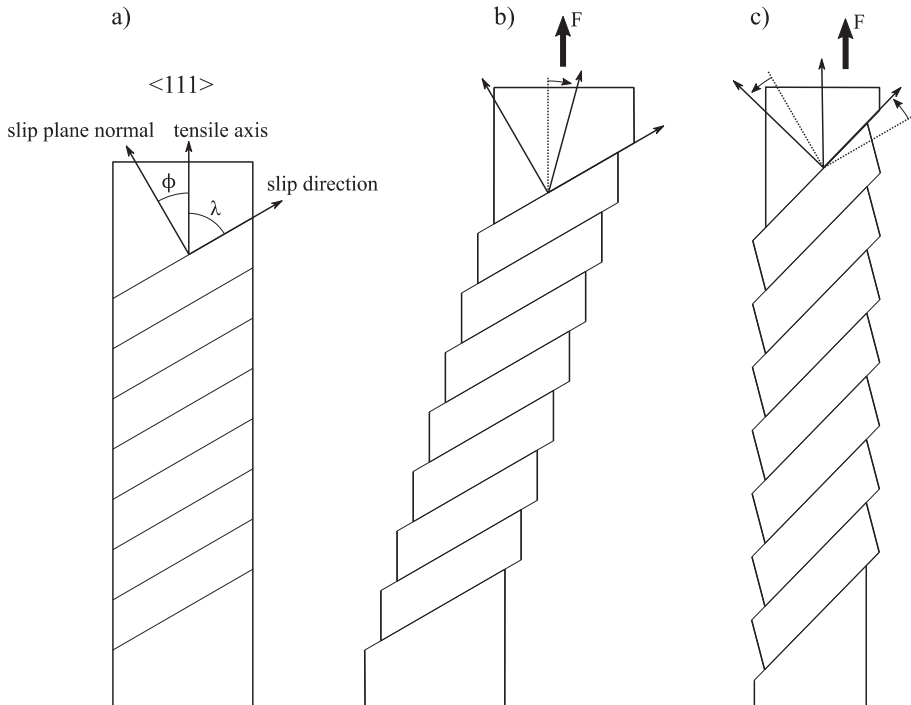 a)
b)
c)
F
F
<111>
slip plane normal
tensile axis
ϕ
λ
slip direction